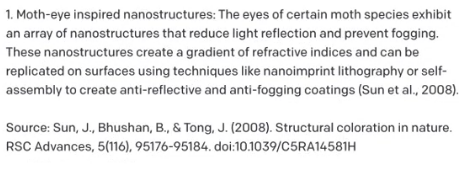 1. Moth-eye inspired nanostructures: The eyes of certain moth species exhibit
an array of nanostructures that reduce light reflection and prevent fogging.
These nanostructures create a gradient of refractive indices and can be
replicated on surfaces using techniques like nanoimprint lithography or self-
assembly to create anti-reflective and anti-fogging coatings (Sun et al., 2008).
Source: Sun, J., Bhushan, B., & Tong, J. (2008). Structural coloration in nature.
RSC Advances, 5(116), 95176-95184. doi:10.1039/C5RA14581H